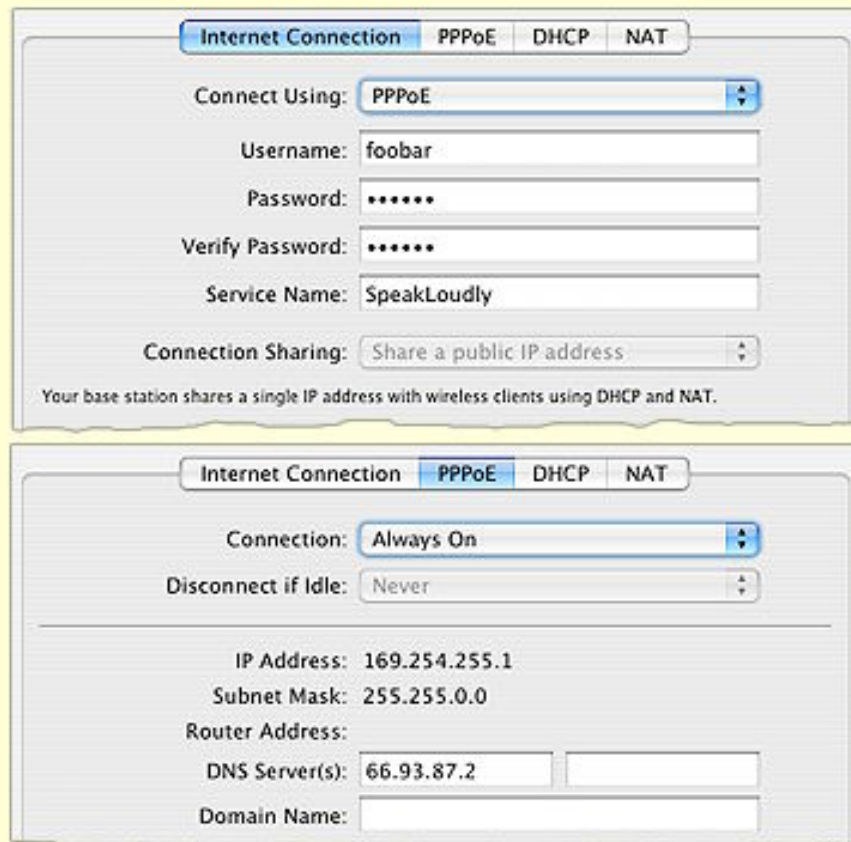 Internet Connection PPPoE DHCP NAT
Connect Using: PPPoE
Username: foobar
Password: ••••••
Verify Password: ••••••
Service Name: SpeakLoudly
Connection Sharing: Share a public IP address
Your base station shares a single IP address with wireless clients using DHCP and NAT.
Internet Connection PPPoE DHCP NAT
Connection: Always On
Disconnect if Idle: Never
IP Address: 169.254.255.1
Subnet Mask: 255.255.0.0
Router Address:
DNS Server(s): 66.93.87.2
Domain Name: